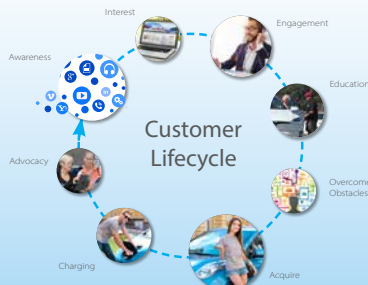 Interest
Engagement
Awareness
Education
Customer
Lifecycle
Advocacy
Overcome
Obstacles
Charging
Acquire